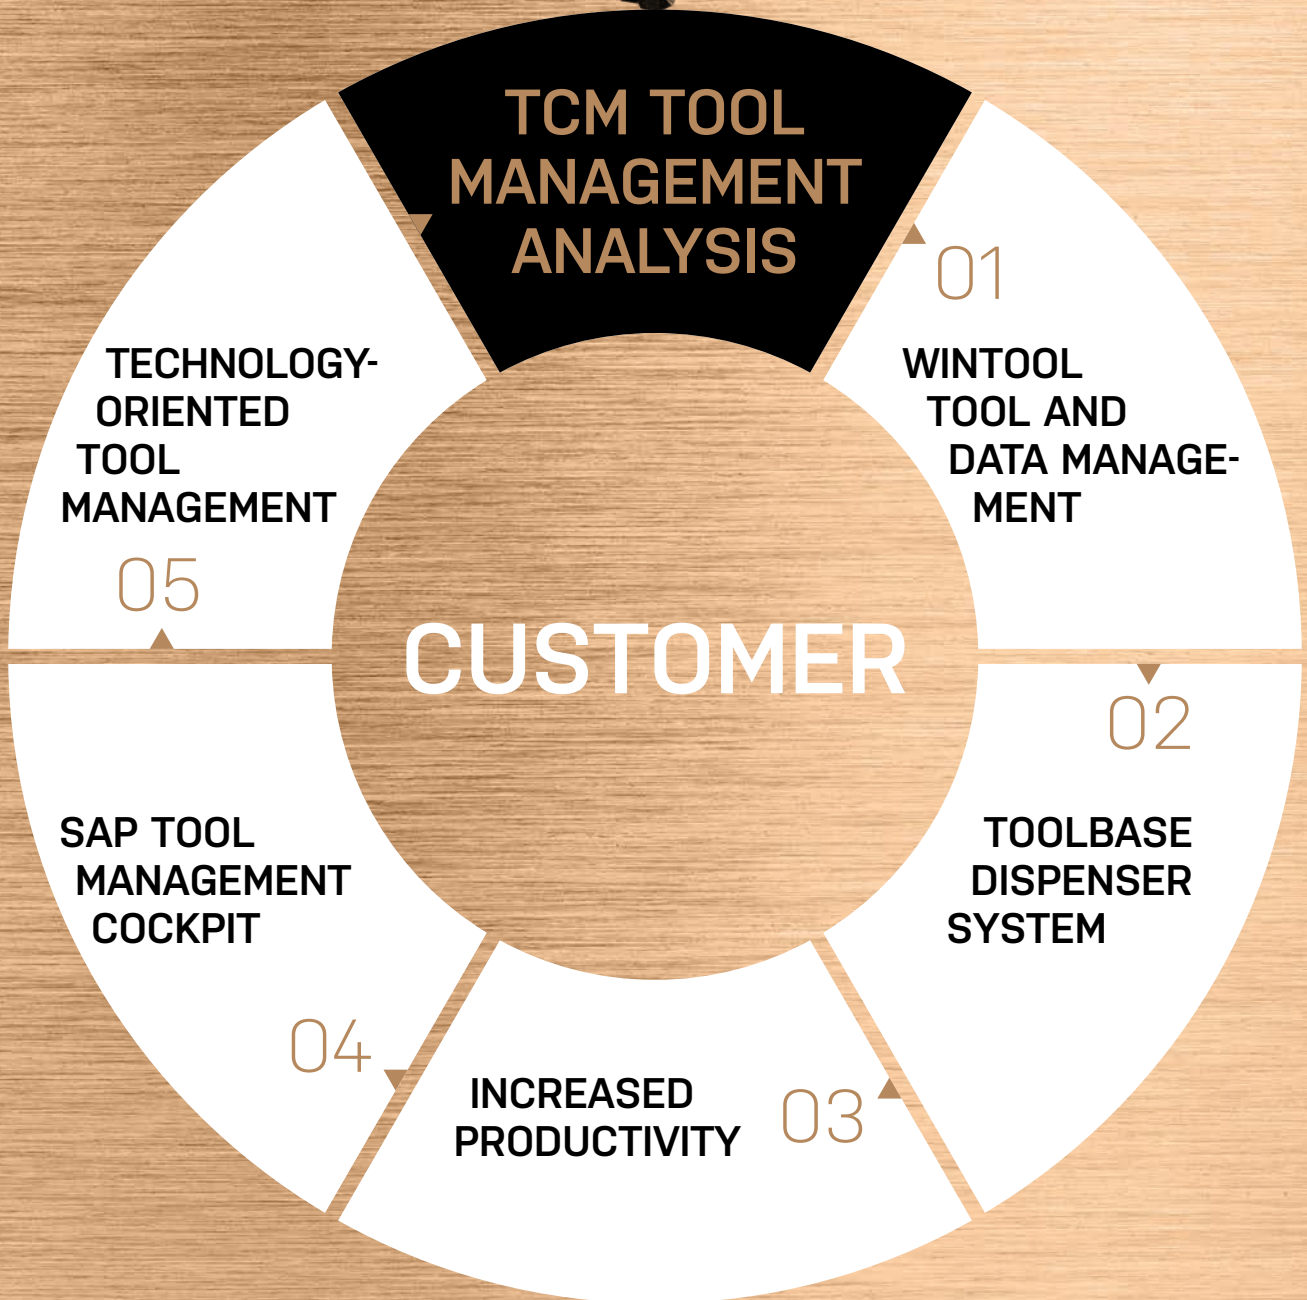 TCM TOOL
MANAGEMENT
ANALYSIS
01
WINTOOL
TOOL AND
DATA MANAGE-
MENT
02
TOOLBASE
DISPENSER
SYSTEM
03
INCREASED
PRODUCTIVITY
04
SAP TOOL
MANAGEMENT
COCKPIT
05
TECHNOLOGY-
ORIENTED
TOOL
MANAGEMENT
CUSTOMER